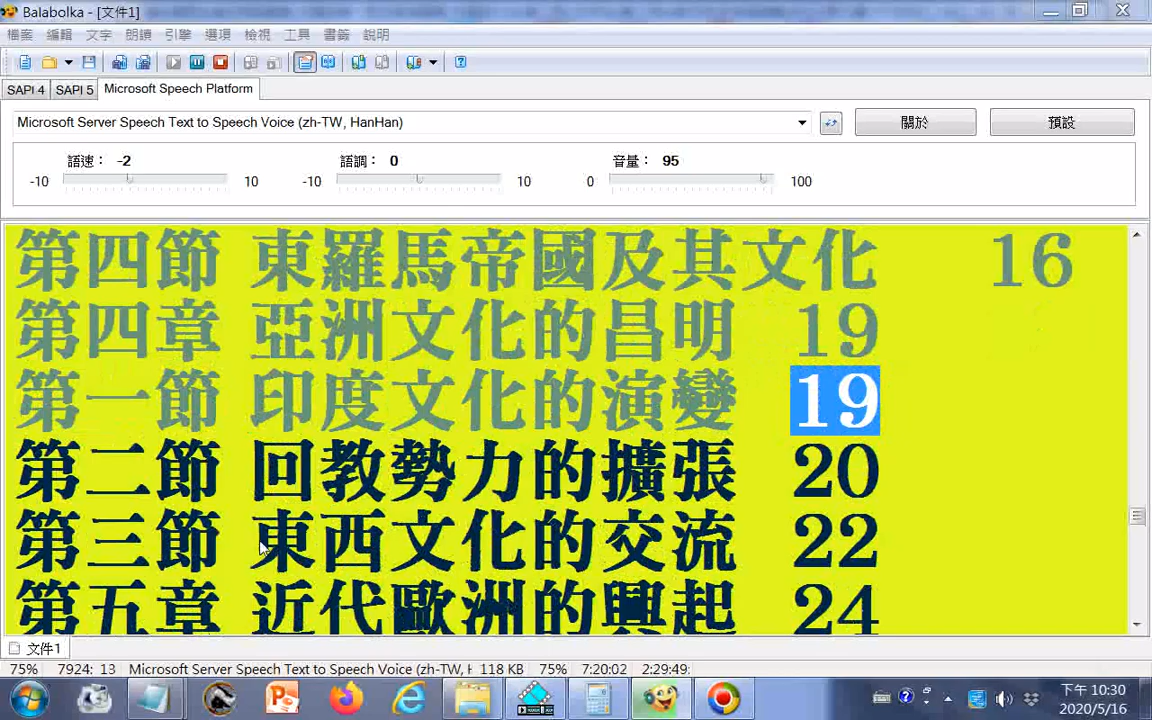 Balabolka - [文件1]
檔案 編輯 文字 朗讀 引擎 選項 檢視 工具 書籤 說明
SAPI 4 SAPI 5 Microsoft Speech Platform
Microsoft Server Speech Text to Speech Voice (zh-TW, HanHan) 關於 預設
語速： -2 語調： 0 音量： 95
-10 10 -10 10 0 100
第四節 東羅馬帝國及其文化 16
第四章 亞洲文化的昌明 19
第一節 印度文化的演變 19
第二節 回教勢力的擴張 20
第三節 東西文化的交流 22
第五章 近代歐洲的興起 24
文件1
75% 7924: 13 Microsoft Server Speech Text to Speech Voice (zh-TW, H 118 KB 75% 7:20:02 2:29:49:
下午 10:30
2020/5/16